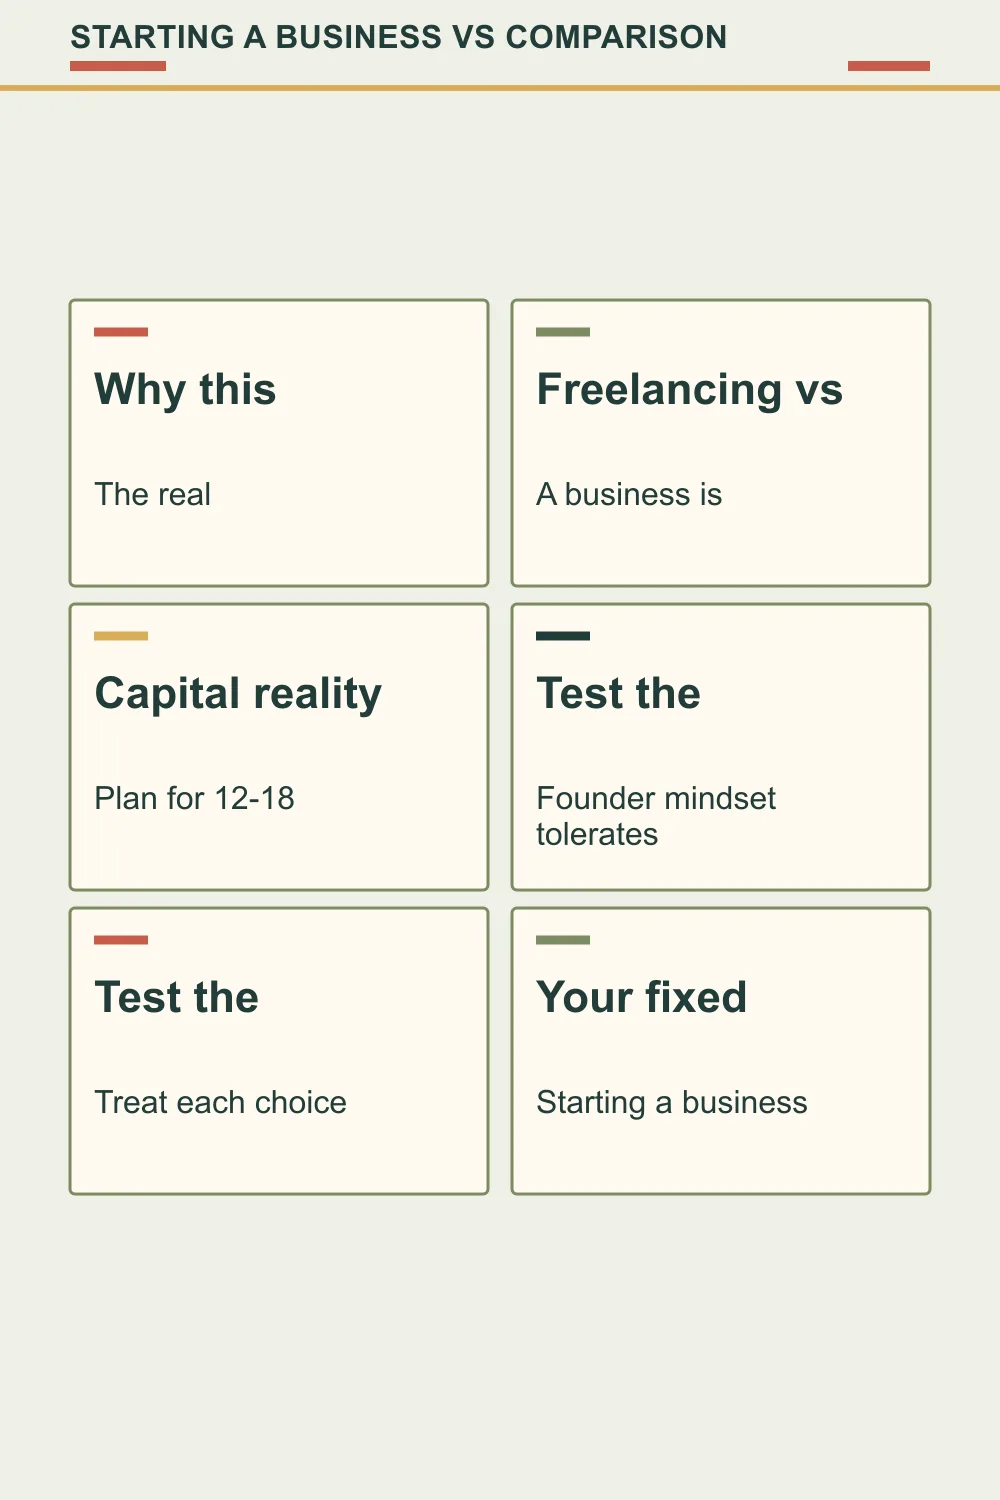 STARTING A BUSINESS VS COMPARISON
Why this
The real
Freelancing vs
A business is
Capital reality
Plan for 12-18
Test the
Founder mindset
tolerates
Test the
Treat each choice
Your fixed
Starting a business